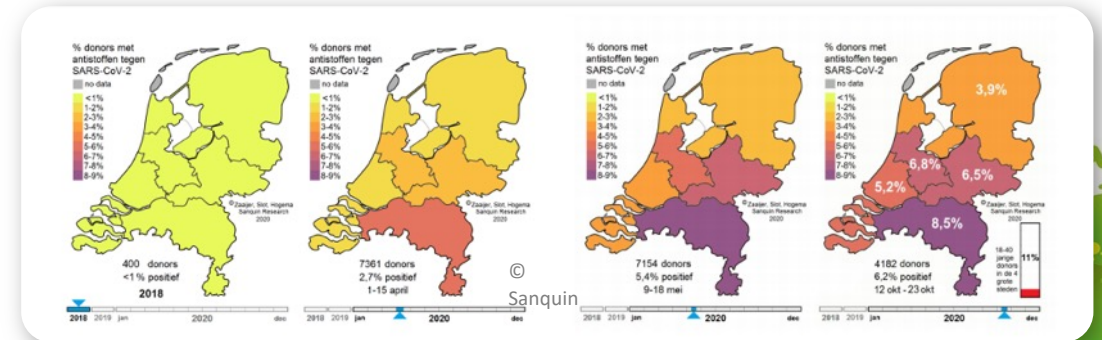 % donors met
antistoffen tegen
SARS-CoV-2
no data
<1%
1-2%
2-3%
3-4%
4-5%
5-6%
6-7%
7-8%
8-9%
© Zaaijer, Slot, Hogema
Sanquin Research
2020
400 donors
<1% positief
2018
2018 2019 jan 2020 dec
% donors met
antistoffen tegen
SARS-CoV-2
no data
<1%
1-2%
2-3%
3-4%
4-5%
5-6%
6-7%
7-8%
8-9%
© Zaaijer, Slot, Hogema
Sanquin Research
2020
7361 donors
2,7% positief
1-15 april
2018 2019 jan 2020 dec
©
Sanquin
% donors met
antistoffen tegen
SARS-CoV-2
no data
<1%
1-2%
2-3%
3-4%
4-5%
5-6%
6-7%
7-8%
8-9%
© Zaaijer, Slot, Hogema
Sanquin Research
2020
7154 donors
5,4% positief
9-18 mei
2018 2019 jan 2020 dec
% donors met
antistoffen tegen
SARS-CoV-2
no data
<1%
1-2%
2-3%
3-4%
4-5%
5-6%
6-7%
7-8%
8-9%
3,9%
6,8%
6,5%
5,2%
8,5%
© Zaaijer, Slot, Hogema
Sanquin Research
2020
4182 donors
6,2% positief
12 okt - 23 okt
18-40
jarige
donors
in de 4
grote
steden
11%
2018 2019 jan 2020 dec